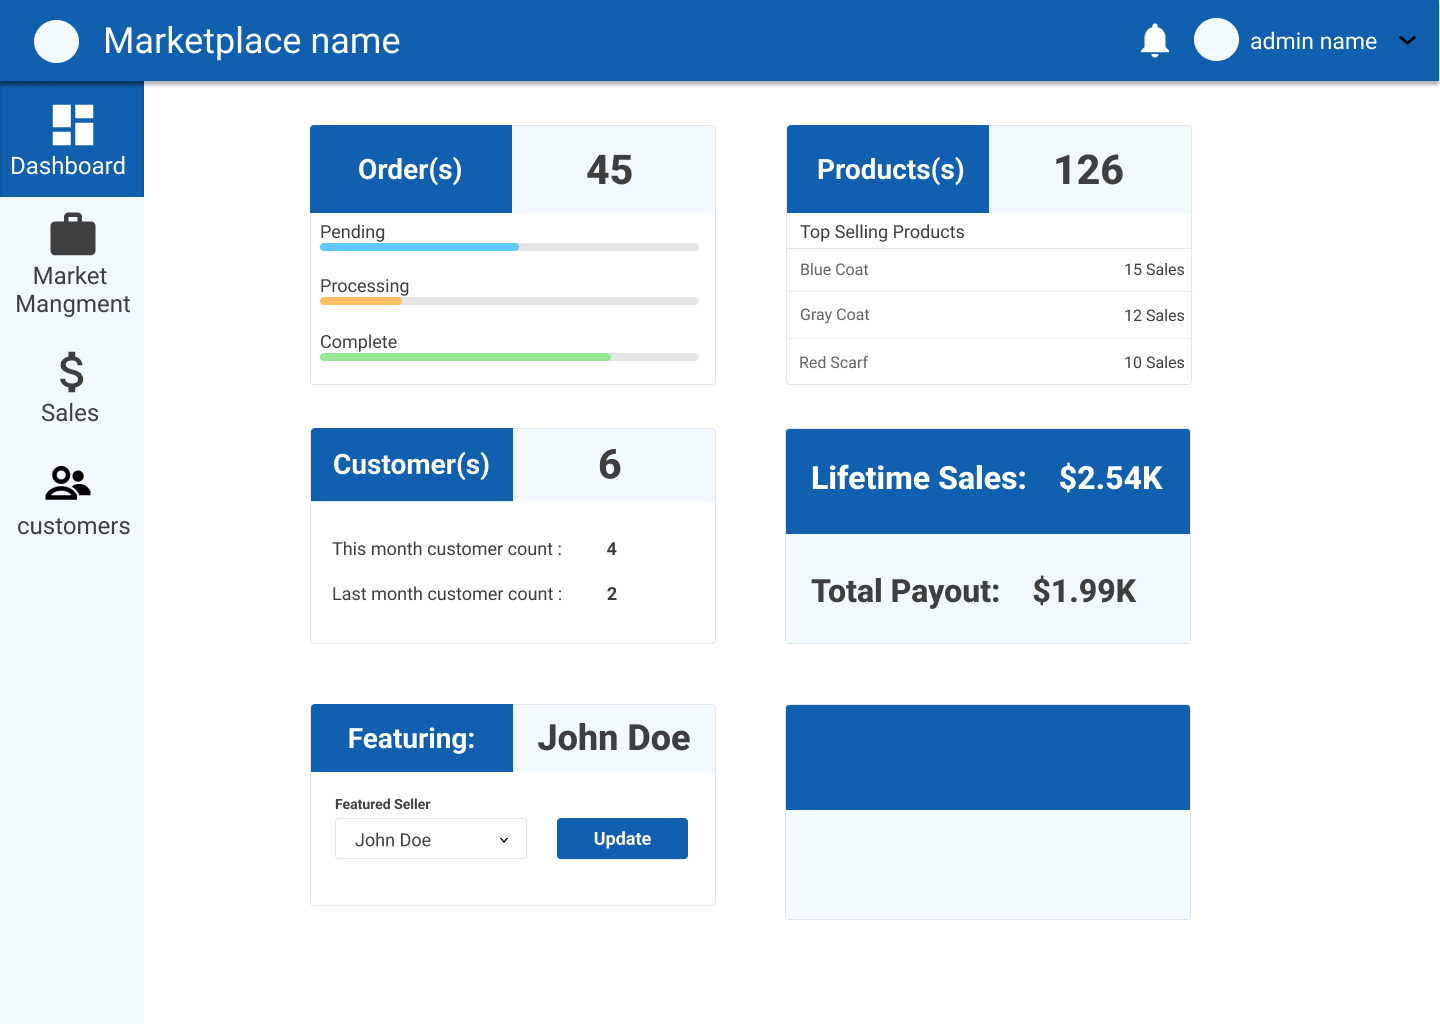 Marketplace name
admin name
Dashboard
Market
Mangment
Sales
customers
Order(s)
45
Pending
Processing
Complete
Products(s)
126
Top Selling Products
Blue Coat 15 Sales
Gray Coat 12 Sales
Red Scarf 10 Sales
Customer(s)
6
This month customer count : 4
Last month customer count : 2
Lifetime Sales: $2.54K
Total Payout: $1.99K
Featuring:
John Doe
Featured Seller
John Doe
Update